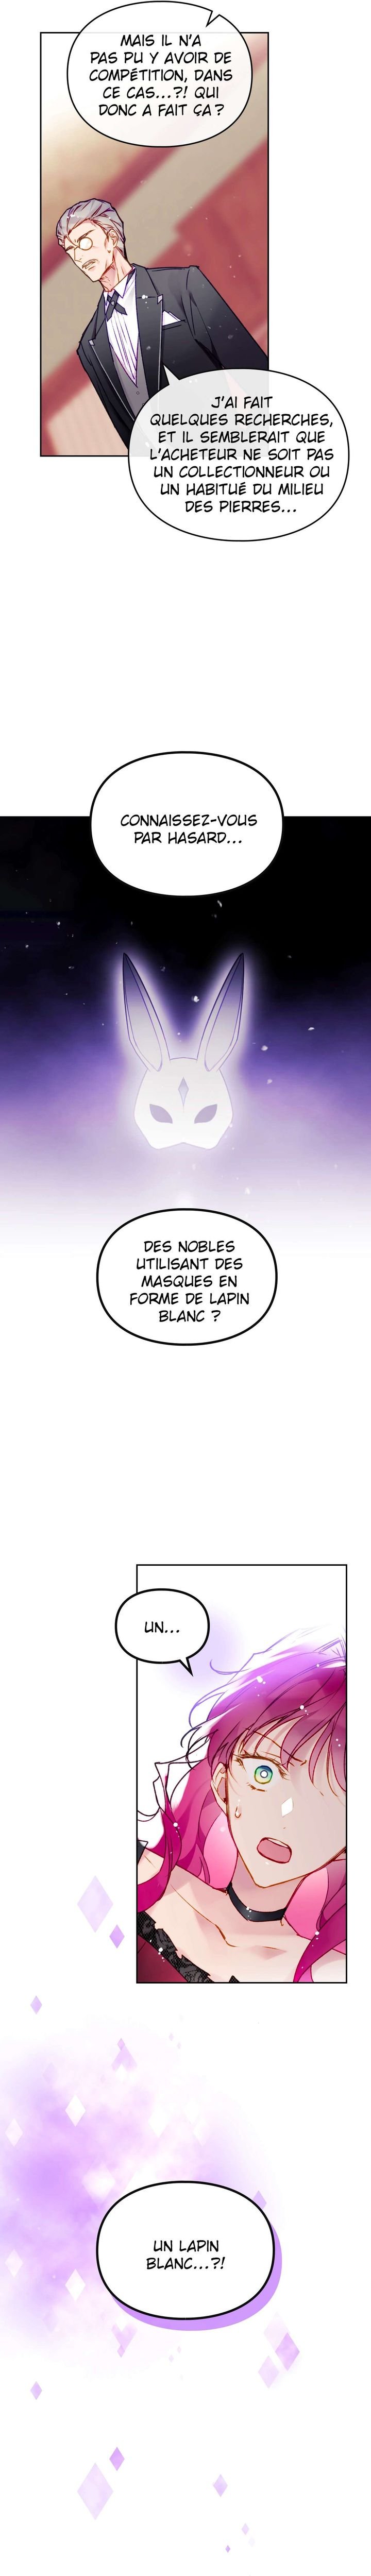 MAIS IL N'A
PAS PU Y AVOIR DE
COMPÉTITION, DANS
CE CAS...?! QUI
DONC A FAIT ÇA?
J'AI FAIT
QUELQUES RECHERCHES,
ET IL SEMBLERAIT QUE
L'ACHETEUR NE SOIT PAS
UN COLLECTIONNEUR OU
UN HABITUÉ DU MILIEU
DES PIERRES...
CONNAISSEZ-VOUS
PAR HASARD...
DES NOBLES
UTILISANT DES
MASQUES EN
FORME DE LAPIN
BLANC ?
UN...
UN LAPIN
BLANC...?!